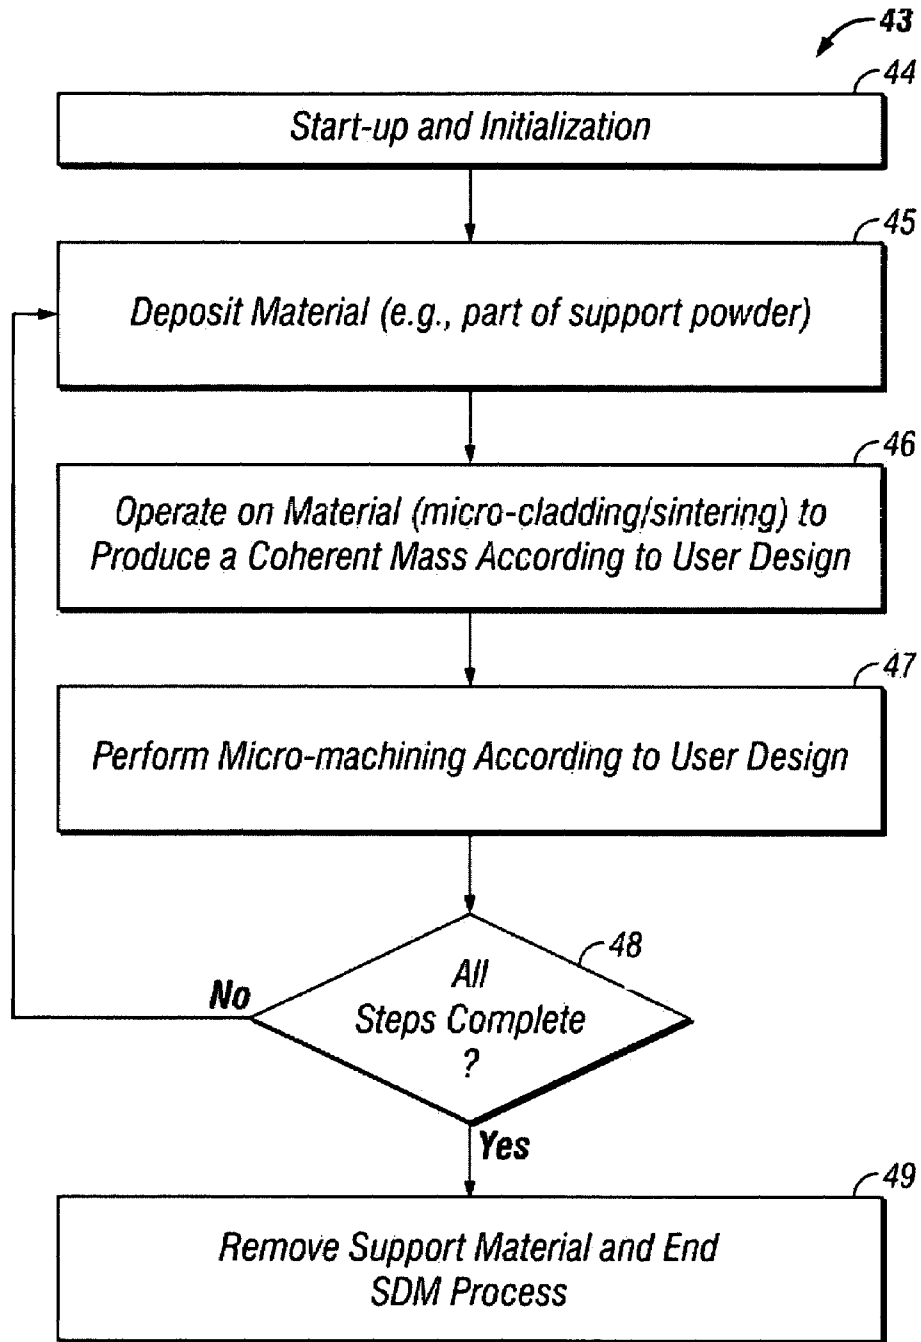 43
44
Start-up and Initialization
45
Deposit Material (e.g., part of support powder)
46
Operate on Material (micro-cladding/sintering) to
Produce a Coherent Mass According to User Design
47
Perform Micro-machining According to User Design
48
All
Steps Complete
?
No
Yes
49
Remove Support Material and End
SDM Process